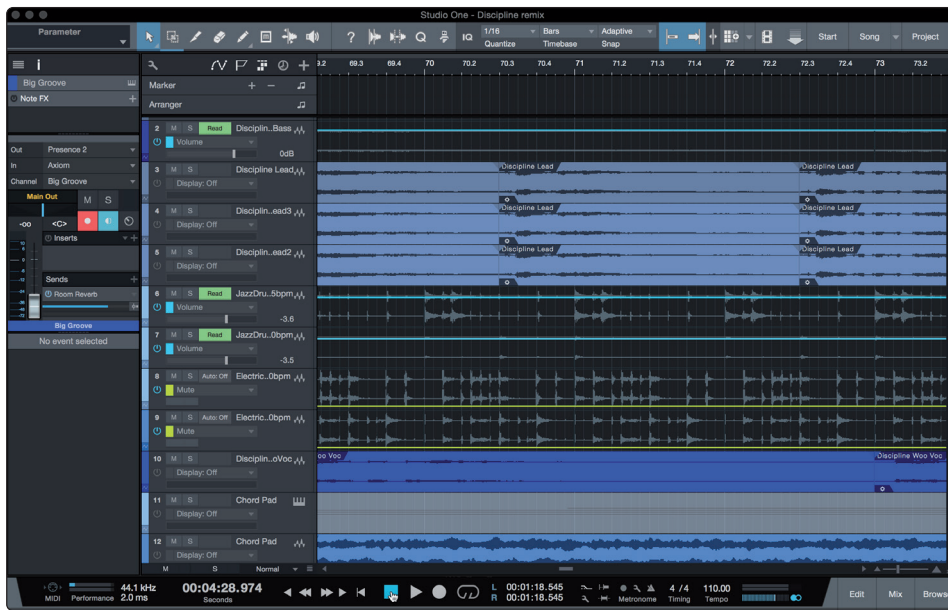 Studio One - Discipline remix
Parameter
? Q IQ 1/16 Bars Adaptive Start Song Project
Quantize Timebase Snap
i
9.2 69.3 69.4 70 70.2 70.3 70.4 71 71.2 71.3 71.4 72 72.2 72.3 72.4 73 73.2
Big Groove
Marker + −
Note FX +
Arranger
2 M S Read Disciplin..Bass
Volume
0dB
Out Presence 2
In Axiom
Channel Big Groove
Main Out M S
-oo <C>
Inserts
Sends
Room Reverb
Big Groove
No event selected
3 M S Discipline Lead
Display: Off
Discipline Lead Discipline Lead
4 M S Disciplin..ead3
Display: Off
Discipline Lead Discipline Lead
5 M S Disciplin..ead2
Display: Off
Discipline Lead Discipline Lead
6 M S Read JazzDru..5bpm
Volume
-3.6
7 M S Read JazzDru..0bpm
Volume
-3.5
8 M S Auto: Off Electric..0bpm
Mute
9 M S Auto: Off Electric..0bpm
Mute
10 M S Disciplin..oVoc
Display: Off
oo Voc Discipline Woo Voc
11 M S Chord Pad
Display: Off
12 M S Chord Pad
Display: Off
M S Normal
MIDI Performance 44.1 kHz
2.0 ms
00:04:28.974
Seconds
L 00:01:18.545
R 00:01:18.545
Metronome
4 / 4
Timing
110.00
Tempo
Edit Mix Brows